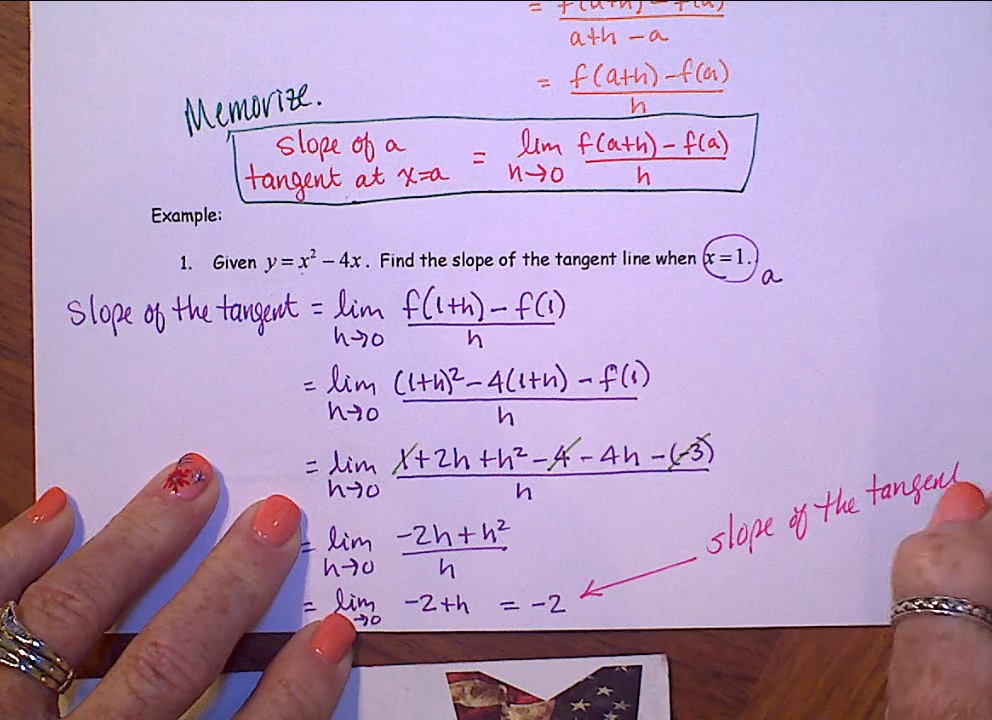 = f(a+h) - f(a) / a+h - a
= f(a+h) - f(a) / h
Memorize.
slope of a tangent at x=a = lim h→0 f(a+h) - f(a) / h
Example:
1. Given y = x² - 4x. Find the slope of the tangent line when x = 1. a
Slope of the tangent = lim h→0 f(1+h) - f(1) / h
= lim h→0 (1+h)² - 4(1+h) - f(1) / h
= lim h→0 1 + 2h + h² - 4 - 4h - (-3) / h
= lim h→0 -2h + h² / h
= lim →0 -2+h = -2
slope of the tangent